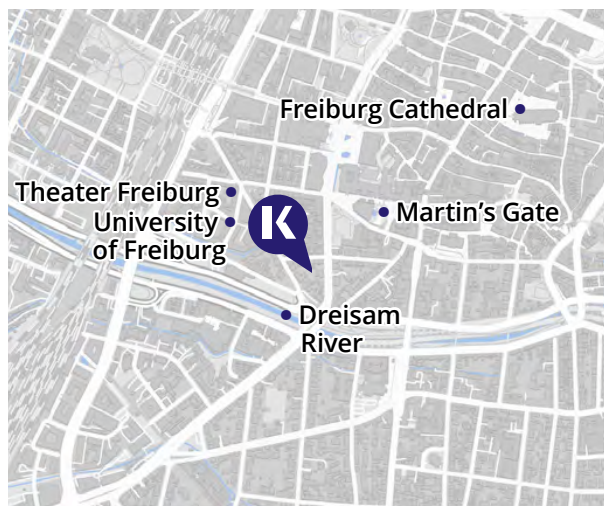 Freiburg Cathedral
Theater Freiburg
University
of Freiburg
K
Martin's Gate
Dreisam
River